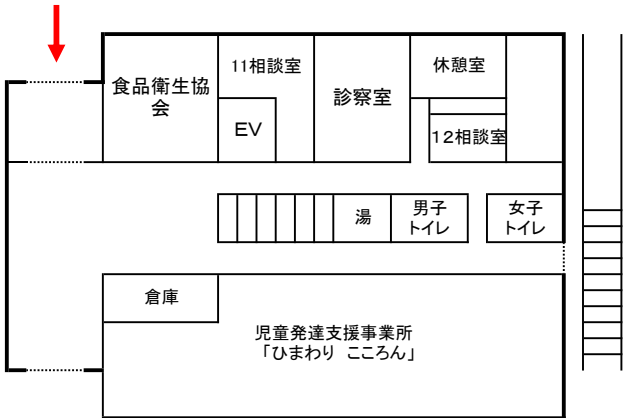 食品衛生協
会
11相談室
EV
診察室
休憩室
12相談室
湯
男子
トイレ
女子
トイレ
倉庫
児童発達支援事業所
「ひまわり こころん」